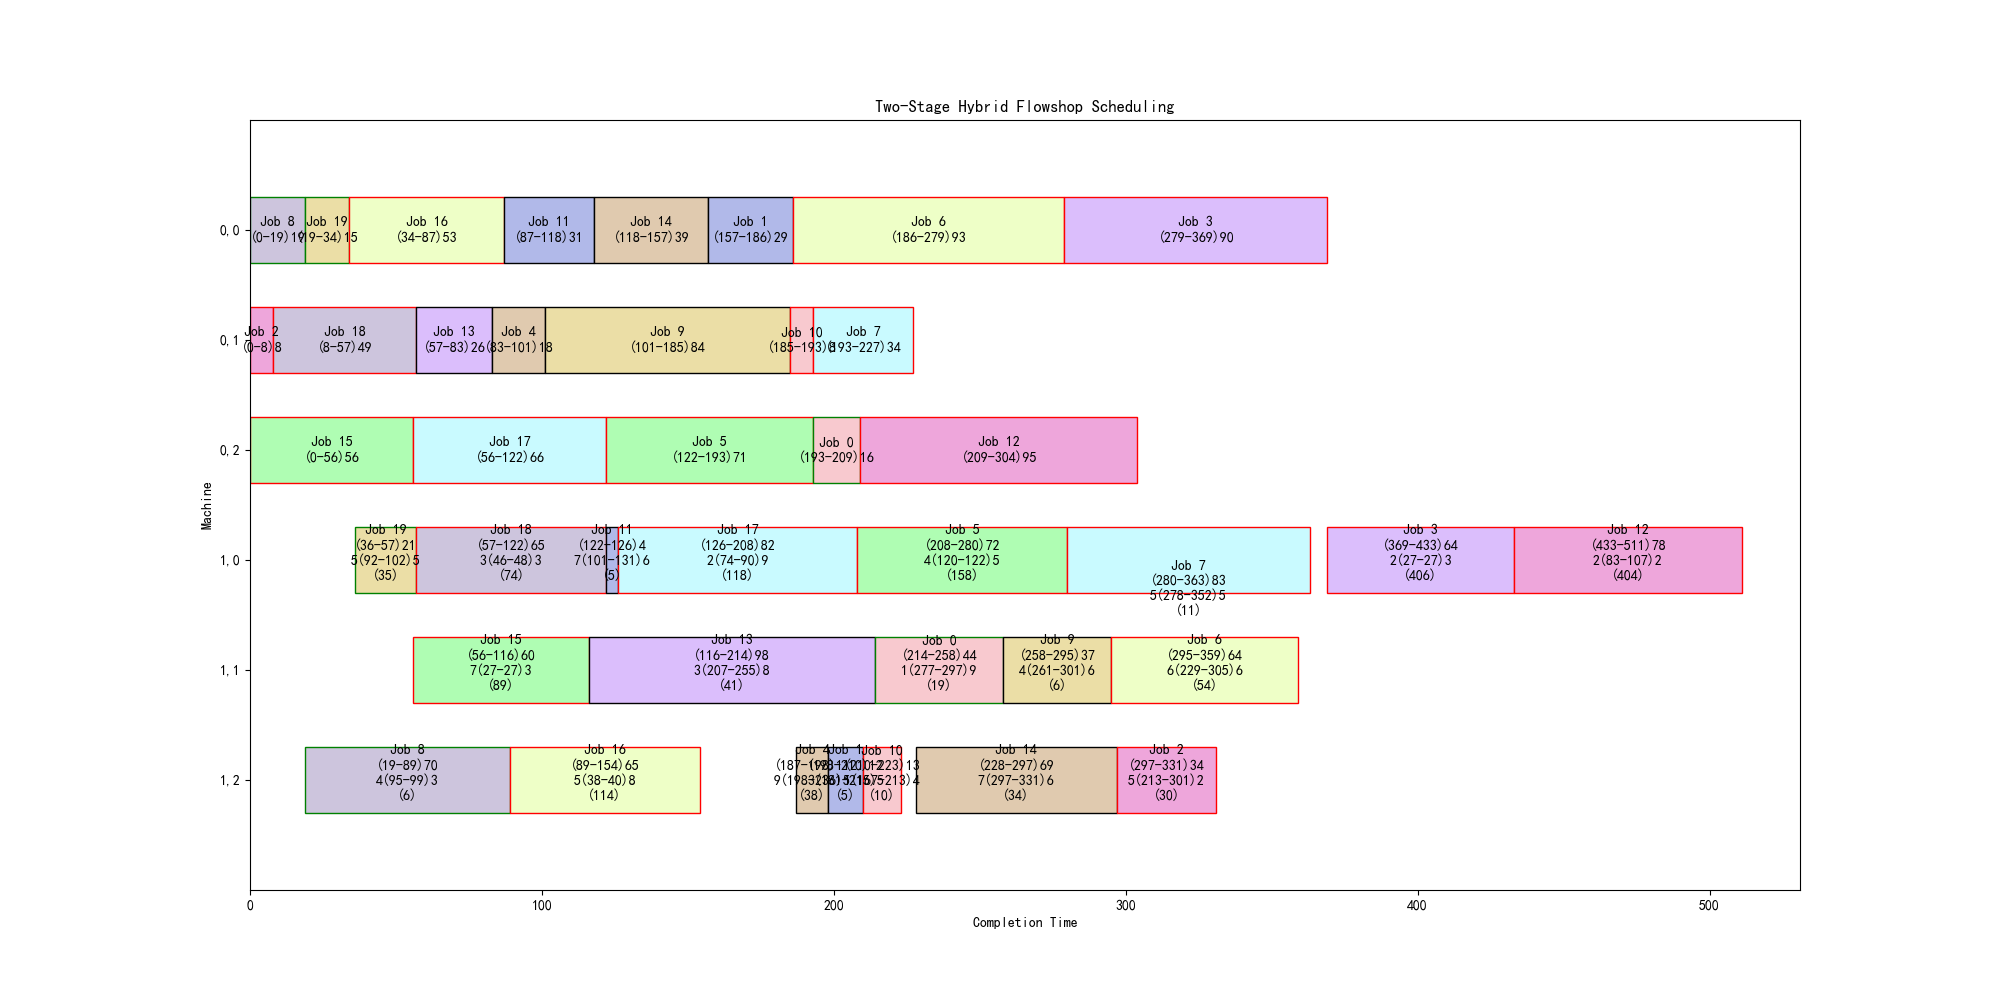 Two-Stage Hybrid Flowshop Scheduling
0,0
Job 8
(0-19)19
Job 19
(19-34)15
Job 16
(34-87)53
Job 11
(87-118)31
Job 14
(118-157)39
Job 1
(157-186)29
Job 6
(186-279)93
Job 3
(279-369)90
0,1
Job 2
(0-8)8
Job 18
(8-57)49
Job 13
(57-83)26
Job 4
(83-101)18
Job 9
(101-185)84
Job 10
(185-193)8
Job 7
(193-227)34
0,2
Job 15
(0-56)56
Job 17
(56-122)66
Job 5
(122-193)71
Job 0
(193-209)16
Job 12
(209-304)95
Machine
1,0
Job 19
(36-57)21
5(92-102)5
(35)
Job 18
(57-122)65
3(46-48)3
(74)
Job 11
(122-126)4
7(101-131)6
(5)
Job 17
(126-208)82
2(74-90)9
(118)
Job 5
(208-280)72
4(120-122)5
(158)
Job 7
(280-363)83
5(278-352)5
(11)
Job 3
(369-433)64
2(27-27)3
(406)
Job 12
(433-511)78
2(83-107)2
(404)
1,1
Job 15
(56-116)60
7(27-27)3
(89)
Job 13
(116-214)98
3(207-255)8
(41)
Job 0
(214-258)44
1(277-297)9
(19)
Job 9
(258-295)37
4(261-301)6
(6)
Job 6
(295-359)64
6(229-305)6
(54)
1,2
Job 8
(19-89)70
4(95-99)3
(6)
Job 16
(89-154)65
5(38-40)8
(114)
Job 4
(38)
Job 1
(5)
Job 10
(10)
Job 14
(228-297)69
7(297-331)6
(34)
Job 2
(297-331)34
5(213-301)2
(30)
0
100
200
300
400
500
Completion Time